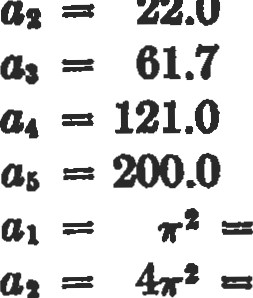 a₂ = 22.0
a₃ = 61.7
a₄ = 121.0
a₅ = 200.0
a₁ = π² =
a₂ = 4π² =